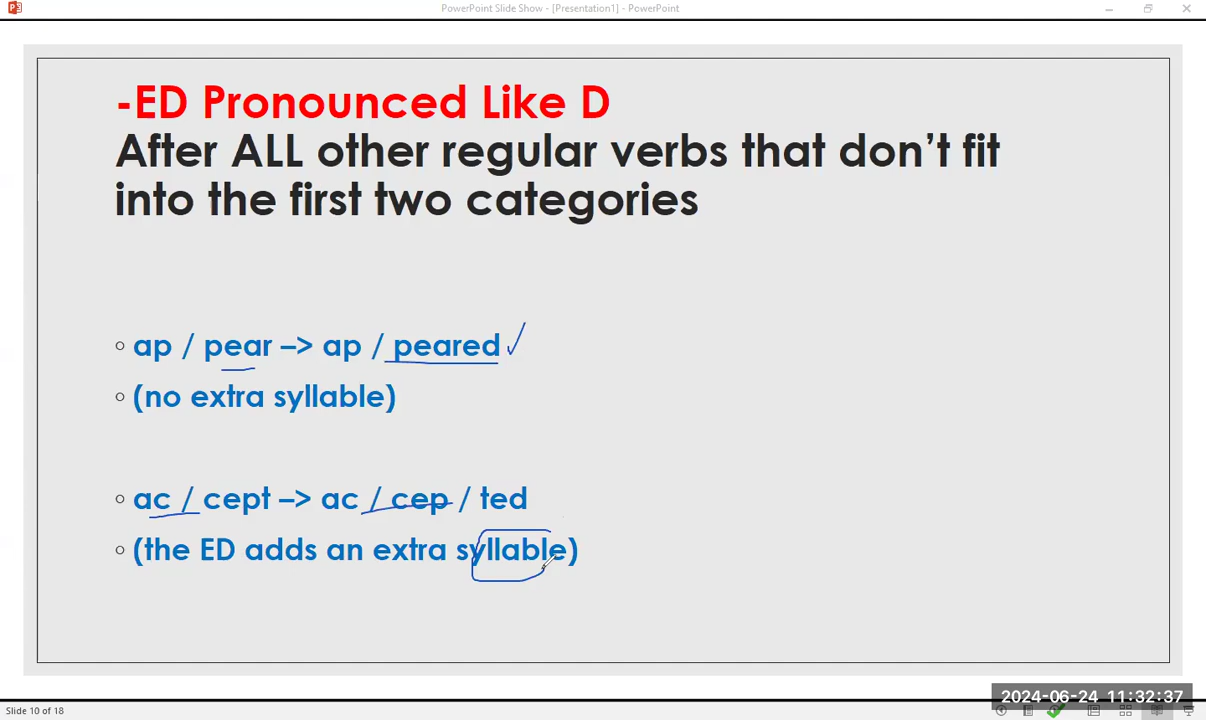 PowerPoint Slide Show - [Presentation1] - PowerPoint
-ED Pronounced Like D
After ALL other regular verbs that don’t fit
into the first two categories
ap / pear –> ap / peared
(no extra syllable)
ac / cept –> ac / cep / ted
(the ED adds an extra syllable)
2024-06-24 11:32:37
Slide 10 of 18